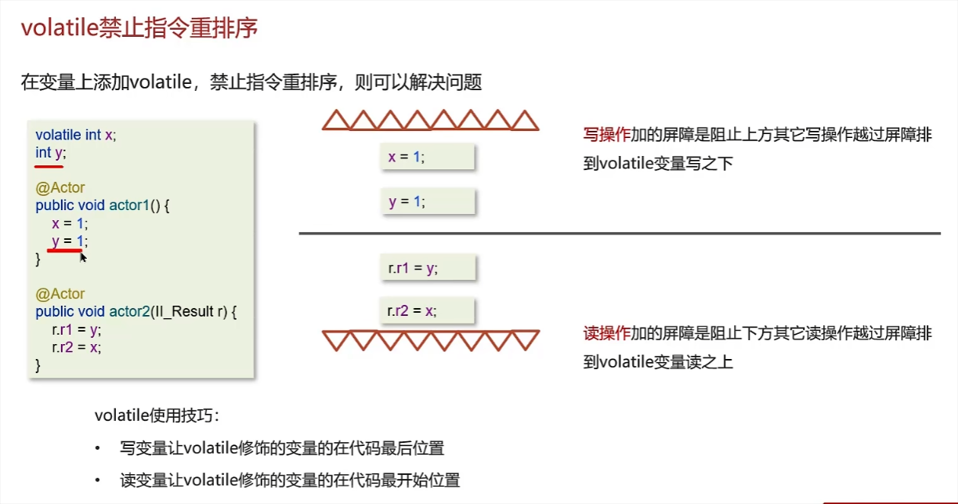 volatile禁止指令重排序
在变量上添加volatile，禁止指令重排序，则可以解决问题
volatile int x;
int y;
@Actor
public void actor1() {
x = 1;
y = 1;
}
@Actor
public void actor2(II_Result r) {
r.r1 = y;
r.r2 = x;
}
x = 1;
y = 1;
r.r1 = y;
r.r2 = x;
写操作加的屏障是阻止上方其它写操作越过屏障排
到volatile变量写之下
读操作加的屏障是阻止下方其它读操作越过屏障排
到volatile变量读之上
volatile使用技巧：
• 写变量让volatile修饰的变量的在代码最后位置
• 读变量让volatile修饰的变量的在代码最开始位置